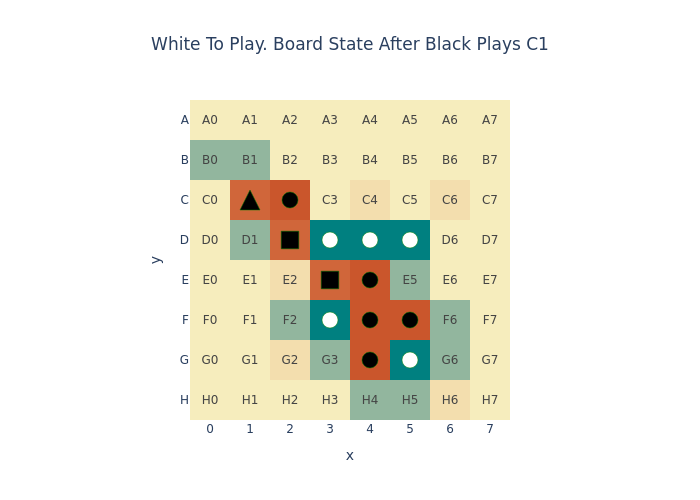 White To Play. Board State After Black Plays C1
A A0 A1 A2 A3 A4 A5 A6 A7
B B0 B1 B2 B3 B4 B5 B6 B7
C C0 C3 C4 C5 C6 C7
D D0 D1 D6 D7
y
E E0 E1 E2 E5 E6 E7
F F0 F1 F2 F6 F7
G G0 G1 G2 G3 G6 G7
H H0 H1 H2 H3 H4 H5 H6 H7
0 1 2 3 4 5 6 7
x